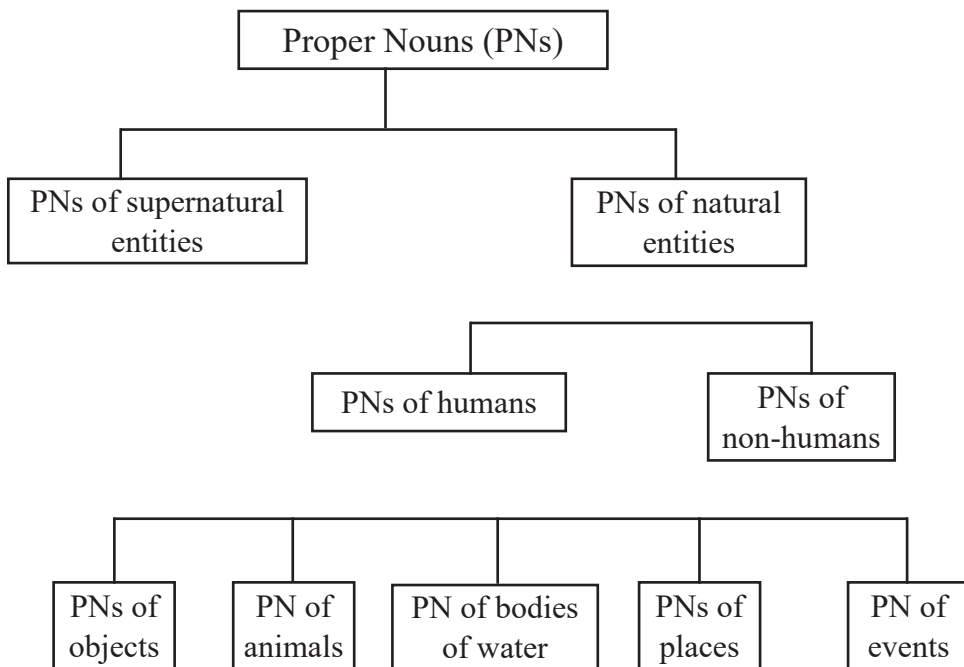 Proper Nouns (PNs)
PNs of supernatural
entities
PNs of natural
entities
PNs of humans
PNs of
non-humans
PNs of
objects
PN of
animals
PN of bodies
of water
PNs of
places
PN of
events